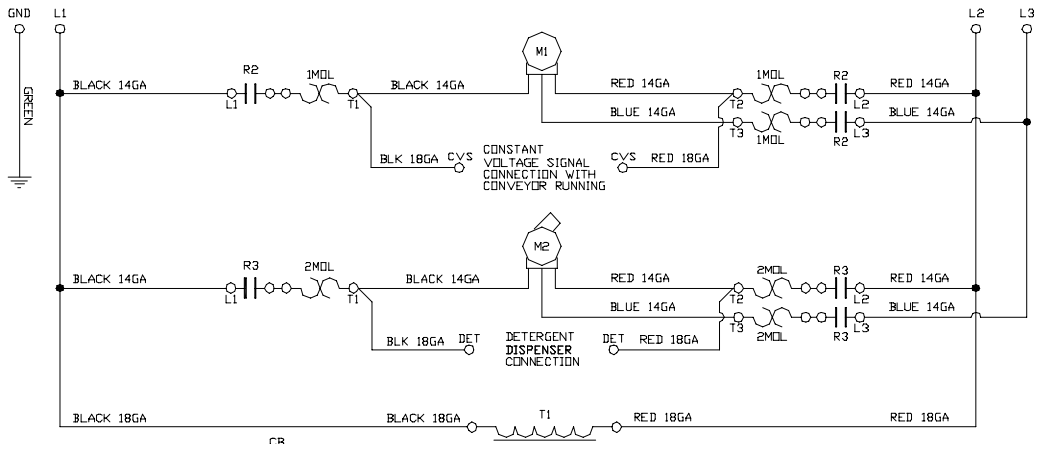 GND L1 L2 L3
GREEN
M1
BLACK 14GA R2 1MOL BLACK 14GA RED 14GA 1MOL R2
L1 T1 T2 L2
BLUE 14GA BLUE 14GA
T3 1MOL R2 L3
BLK 18GA CVS CONSTANT CVS RED 18GA
VOLTAGE SIGNAL
CONNECTION WITH
CONVEYOR RUNNING
M2
BLACK 14GA R3 2MOL BLACK 14GA RED 14GA 2MOL R3
L1 T1 T2 L2
BLUE 14GA BLUE 14GA
T3 2MOL R3 L3
BLK 18GA DET DETERGENT DET RED 18GA
DISPENSER
CONNECTION
BLACK 18GA BLACK 18GA T1 RED 18GA RED 18GA
CB